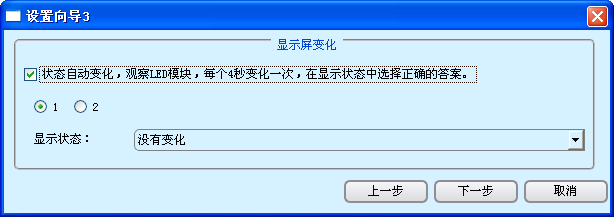 设置向导3
显示屏变化
状态自动变化，观察LED模块，每个4秒变化一次，在显示状态中选择正确的答案。
1 2
显示状态： 没有变化
上一步 下一步 取消